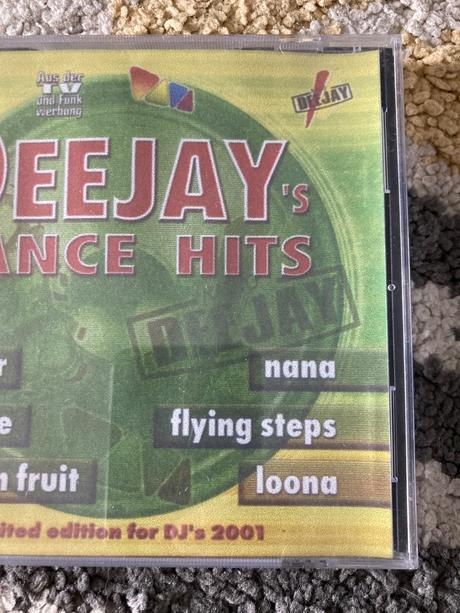 Aus der
TV
und Funk
werbung
DEEJAY
DEEJAY'S
ANCE HITS
DEEJAY
r
nana
e
flying steps
n fruit
loona
ited edition for DJ's 2001